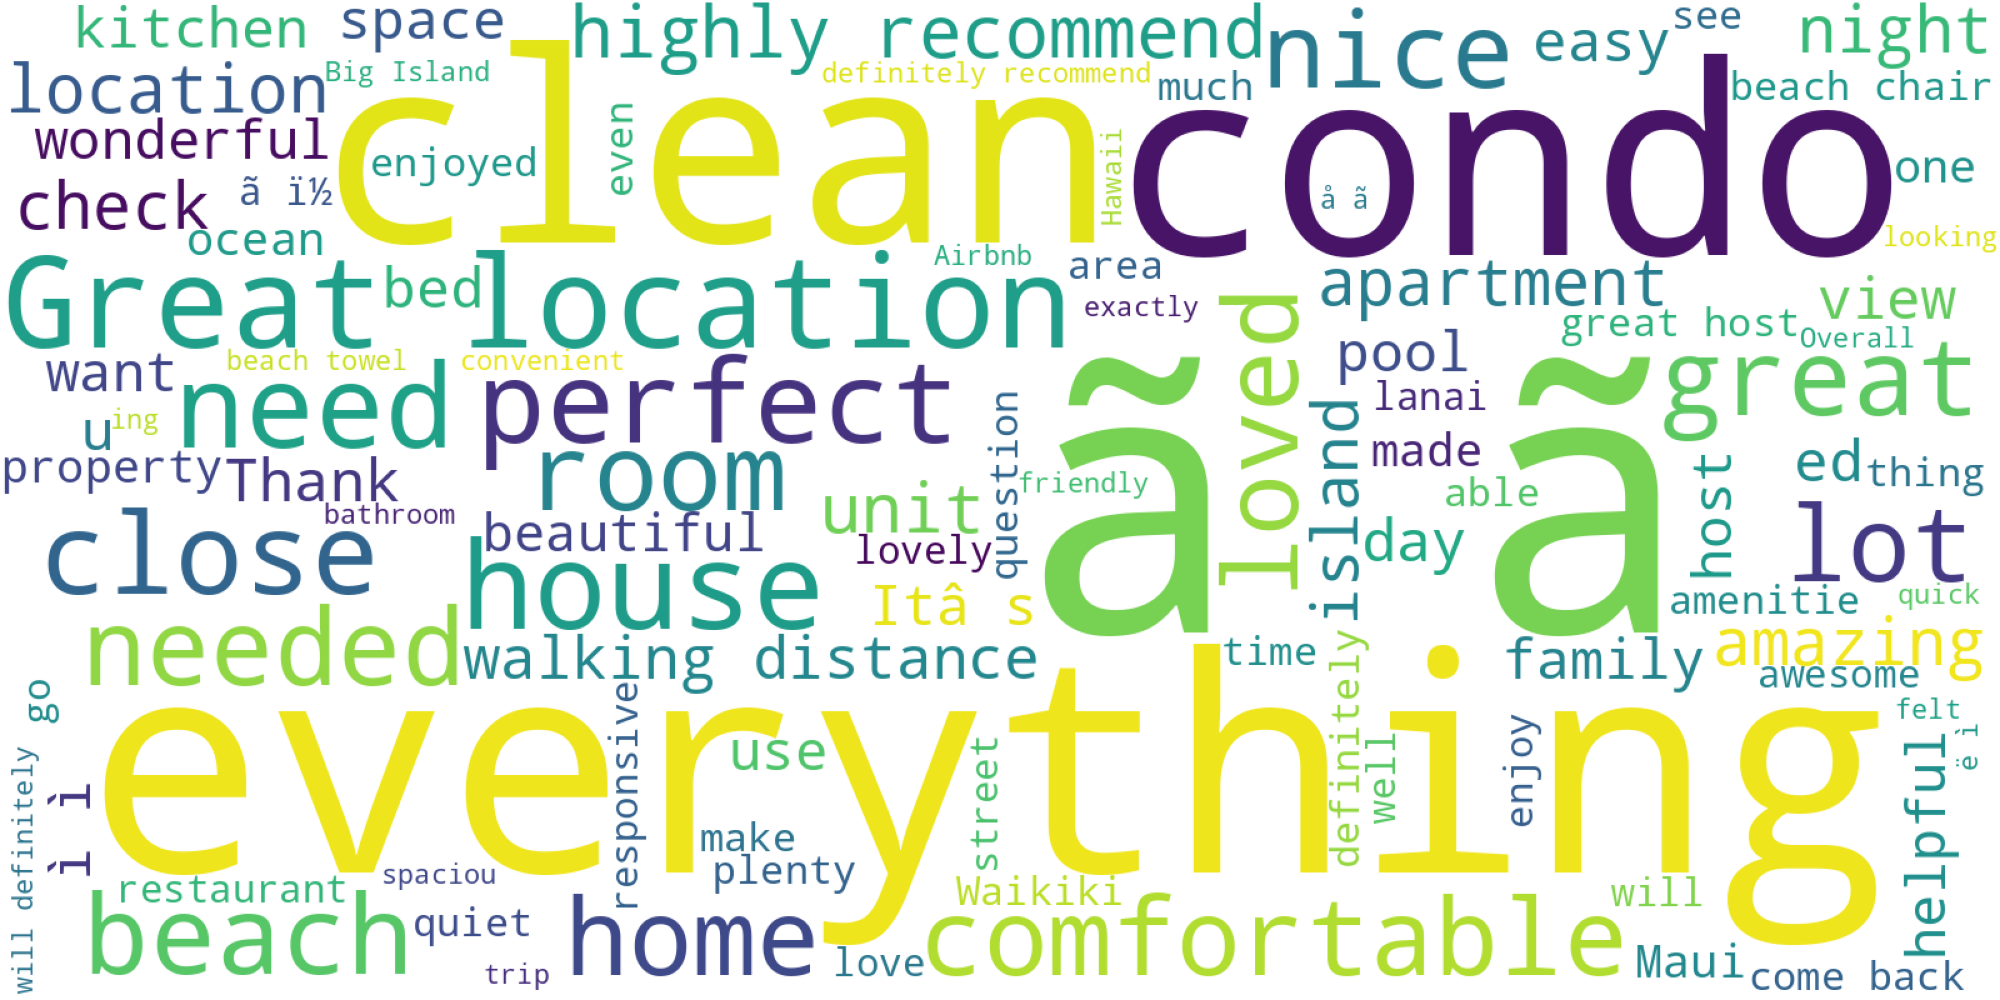 kitchen
space
highly recommend
nice
easy
see
night
location
Big Island
clean
definitely recommend
much
condo
beach chair
wonderful
enjoyed
even
Hawaii
one
check
ã ï½
å ã
ocean
looking
Great location
bed
Airbnb
area
exactly
loved
apartment
view
great host
Overall
want
beach towel
convenient
perfect
ã ã
pool
great
need
u
ing
lanai
island
property
Thank
room
question
friendly
made
able
host
ed
thing
bathroom
close
beautiful
unit
lovely
day
lot
house
Itâ s
amenitie
quick
needed
walking distance
time
definitely
family
amazing
awesome
go
everything
responsive
use
street
well
enjoy
felt
helpful
ë ì
will definitely
ì ì
make
plenty
restaurant
spaciou
Waikiki
will
beach
quiet
home
comfortable
trip
love
Maui
come back